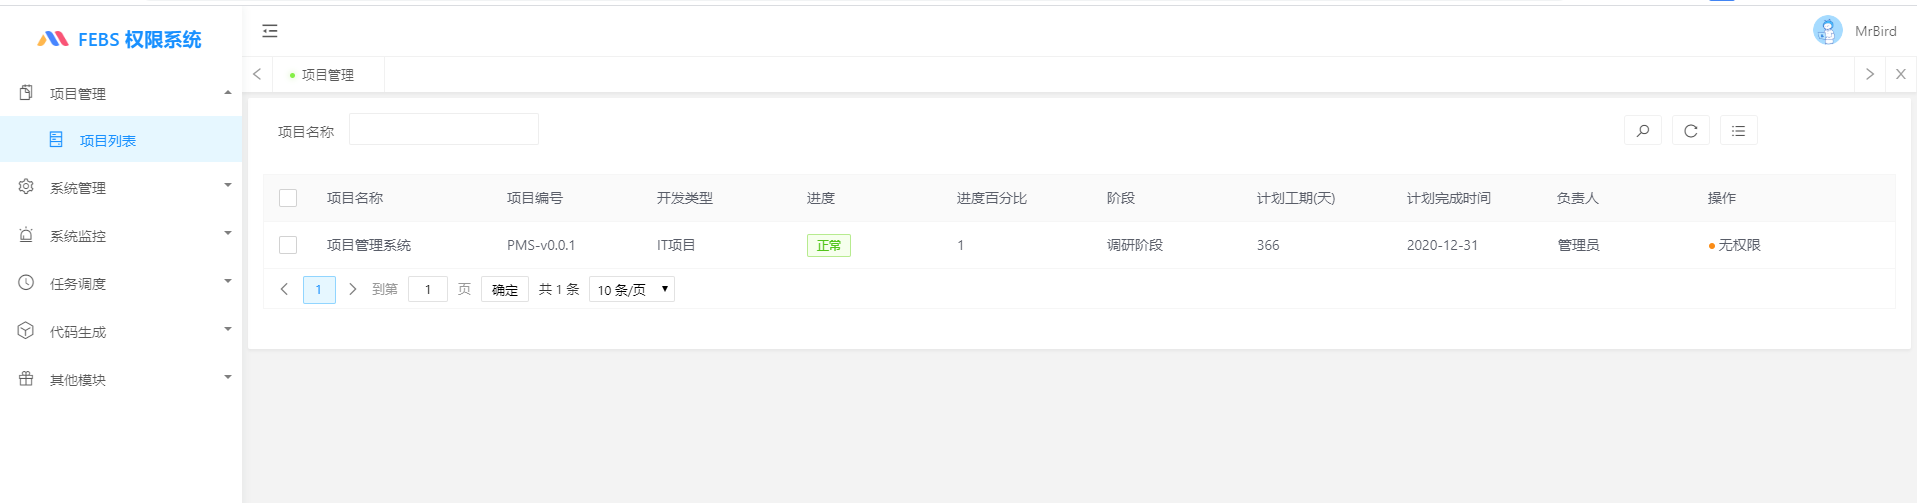 FEBS 权限系统
MrBird
项目管理
项目列表
系统管理
系统监控
任务调度
代码生成
其他模块
项目管理
项目名称
项目名称 项目编号 开发类型 进度 进度百分比 阶段 计划工期(天) 计划完成时间 负责人 操作
项目管理系统 PMS-v0.0.1 IT项目 正常 1 调研阶段 366 2020-12-31 管理员 无权限
1 到第 1 页 确定 共 1 条 10 条/页